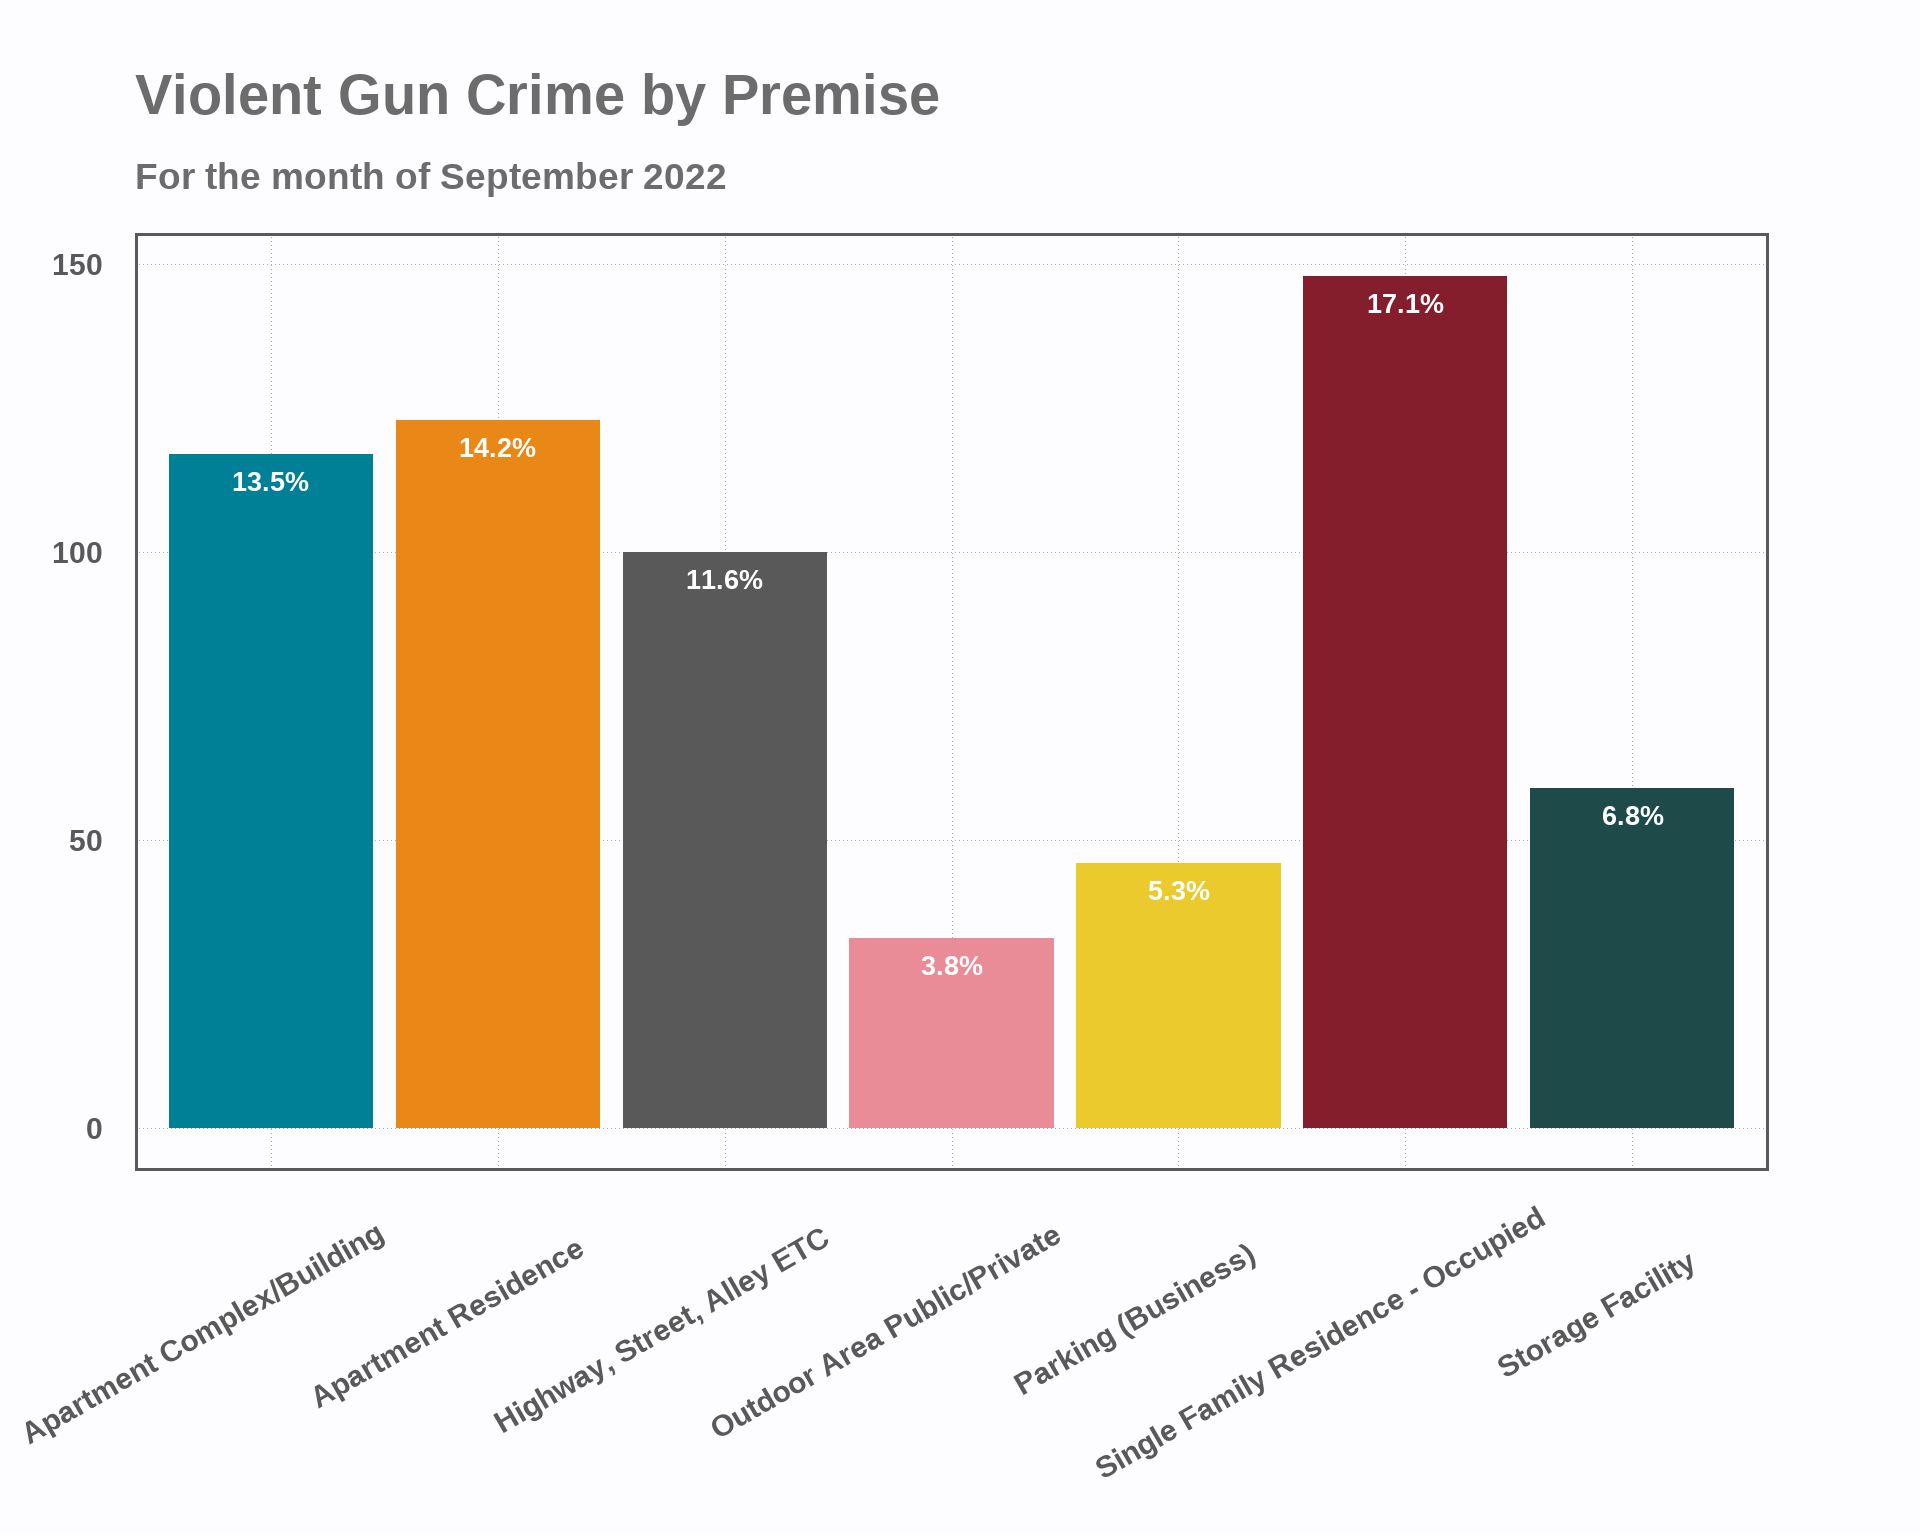 Violent Gun Crime by Premise
For the month of September 2022
150
100
50
0
13.5%
14.2%
11.6%
3.8%
5.3%
17.1%
6.8%
Apartment Complex/Building
Apartment Residence
Highway, Street, Alley ETC
Outdoor Area Public/Private
Parking (Business)
Single Family Residence - Occupied
Storage Facility